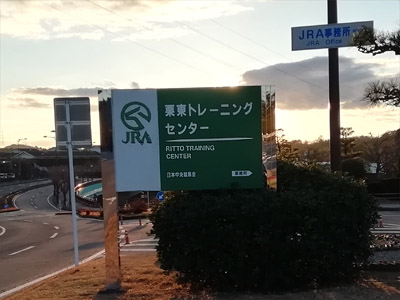 JRA事務所
JRA Office
JRA
栗東トレーニング
センター
RITTO TRAINING
CENTER
日本中央競馬会